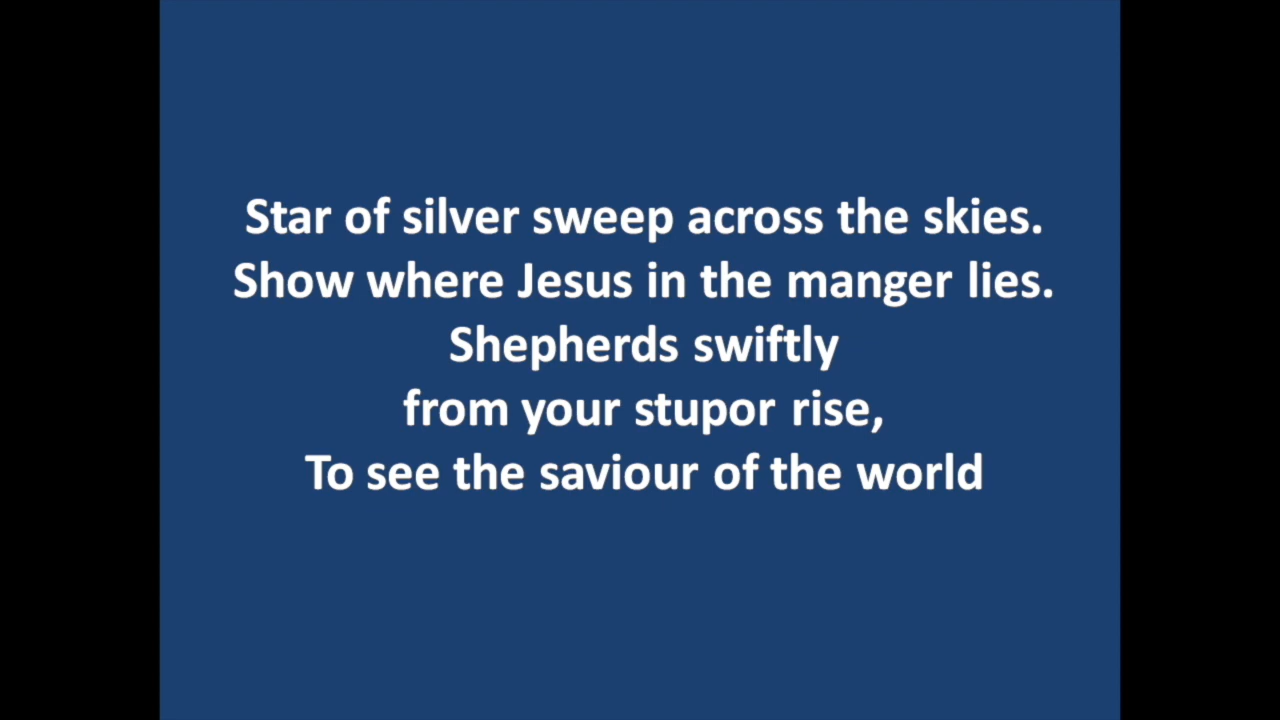 Star of silver sweep across the skies.
Show where Jesus in the manger lies.
Shepherds swiftly
from your stupor rise,
To see the saviour of the world